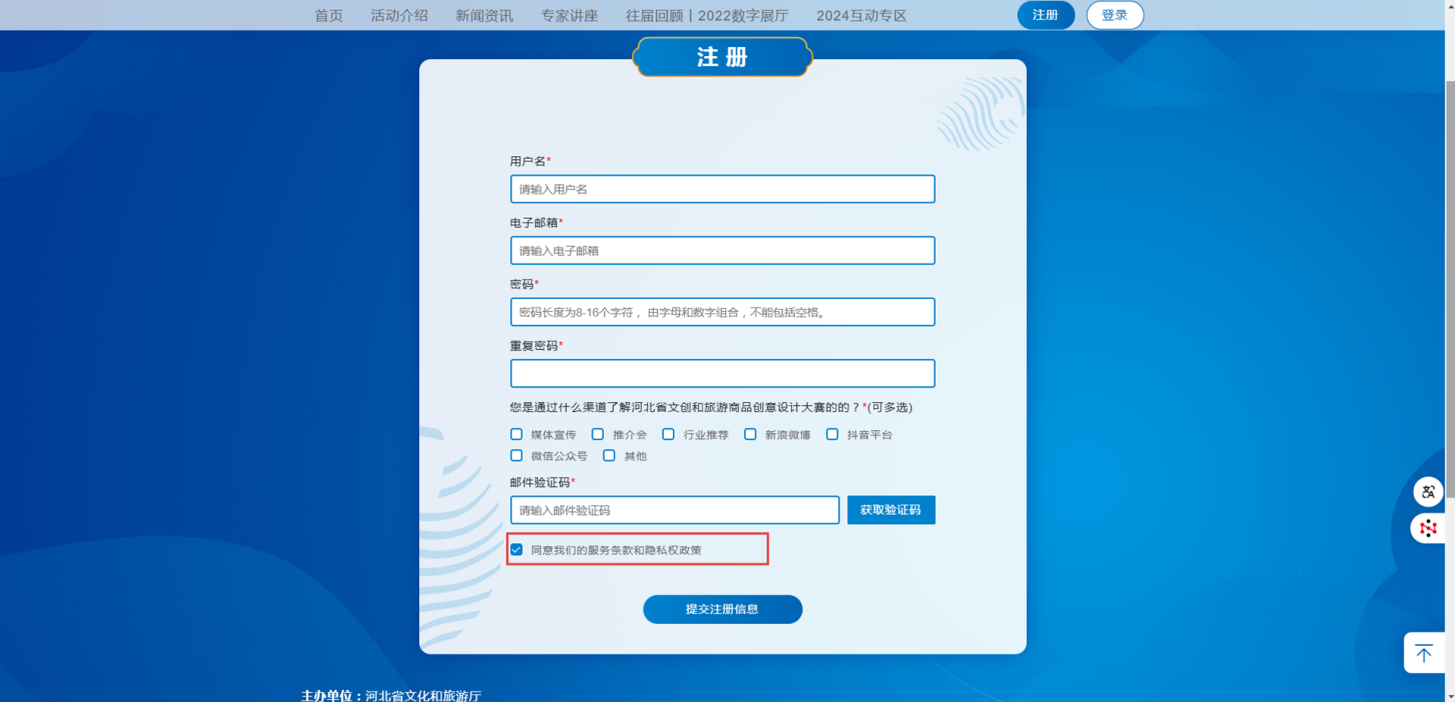 首页 活动介绍 新闻资讯 专家讲座 往届回顾丨2022数字展厅 2024互动专区 注册 登录
注 册
用户名*
请输入用户名
电子邮箱*
请输入电子邮箱
密码*
密码长度为8-16个字符，由字母和数字组合，不能包括空格。
重复密码*
您是通过什么渠道了解河北省文创和旅游商品创意设计大赛的的？*(可多选)
媒体宣传 推介会 行业推荐 新浪微博 抖音平台
微信公众号 其他
邮件验证码*
请输入邮件验证码 获取验证码
同意我们的服务条款和隐私权政策
提交注册信息
主办单位：河北省文化和旅游厅